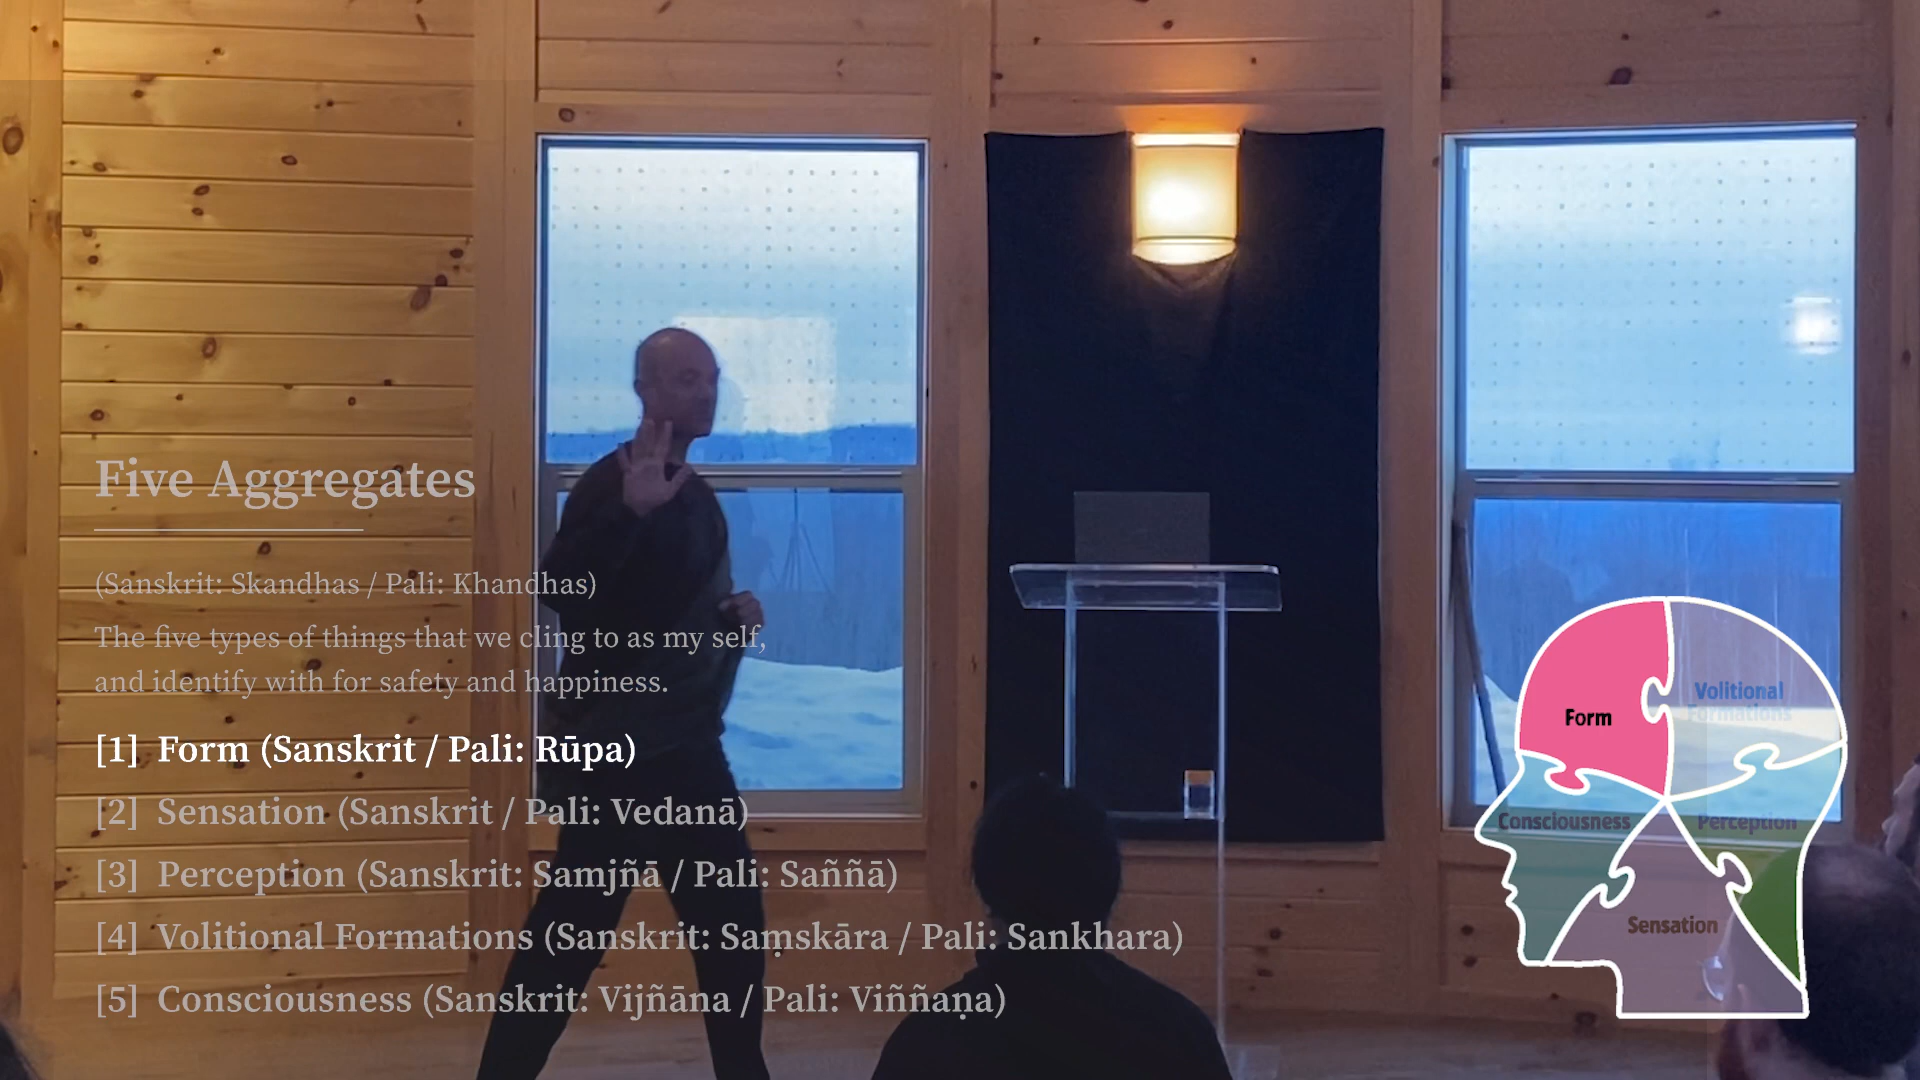 Five Aggregates
(Sanskrit: Skandhas / Pali: Khandhas)
The five types of things that we cling to as my self,
and identify with for safety and happiness.
[1] Form (Sanskrit / Pali: Rūpa)
[2] Sensation (Sanskrit / Pali: Vedanā)
[3] Perception (Sanskrit: Samjñā / Pali: Saññā)
[4] Volitional Formations (Sanskrit: Saṃskāra / Pali: Sankhara)
[5] Consciousness (Sanskrit: Vijñāna / Pali: Viññaṇa)
Form
Volitional
Formations
Consciousness
Perception
Sensation